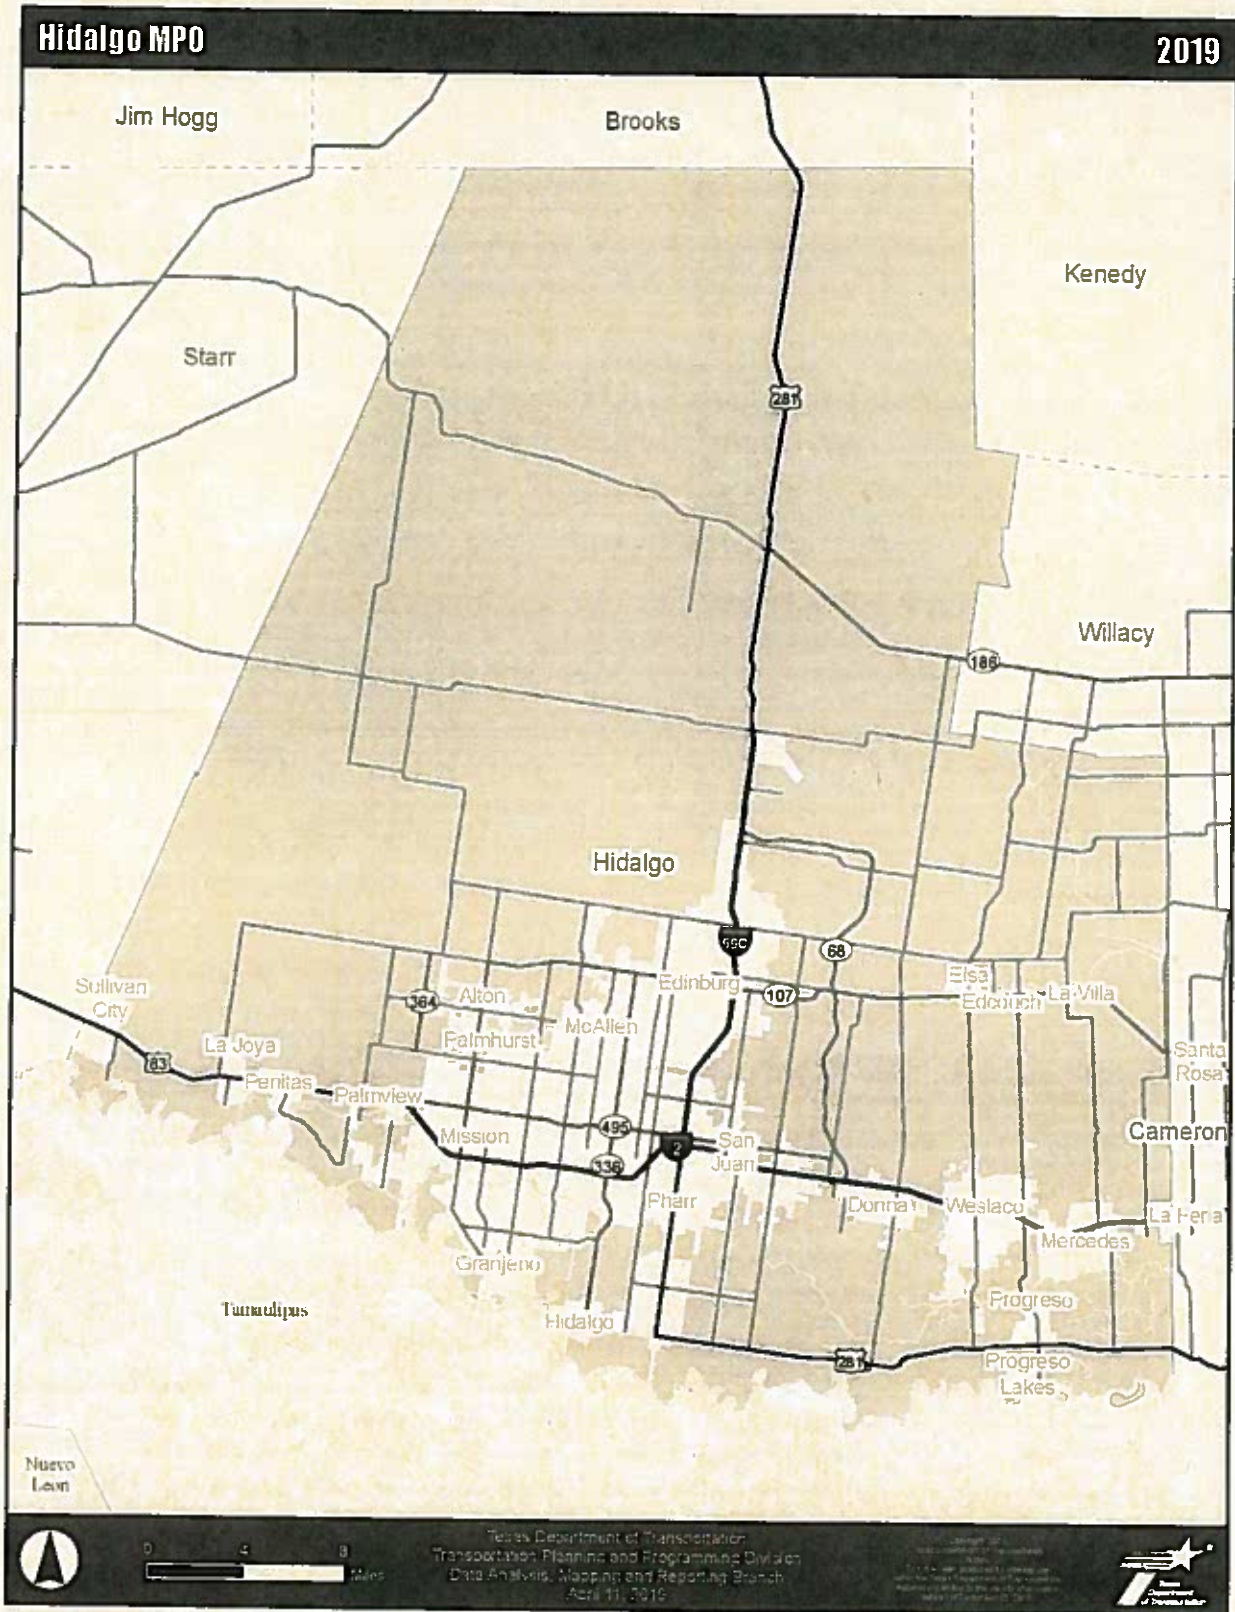 Hidalgo MPO
2019
Jim Hogg
Brooks
Kenedy
Starr
281
Willacy
186
Hidalgo
69C
68
Sullivan
City
Edinburg
Elsa
364
Alton
107
Edcouch
La Villa
McAllen
Palmhurst
La Joya
83
Santa
Rosa
Penitas
Palmview
495
Mission
San
Juan
2
Cameron
336
Pharr
Donna
Weslaco
La Feria
Mercedes
Granjeno
Tamaulipas
Progreso
Hidalgo
281
Progreso
Lakes
Nuevo
Leon
0 4 8
Miles
Texas Department of Transportation
Transportation Planning and Programming Division
Data Analysis, Mapping and Reporting Branch
April 11, 2019
Texas
Department
of Transportation